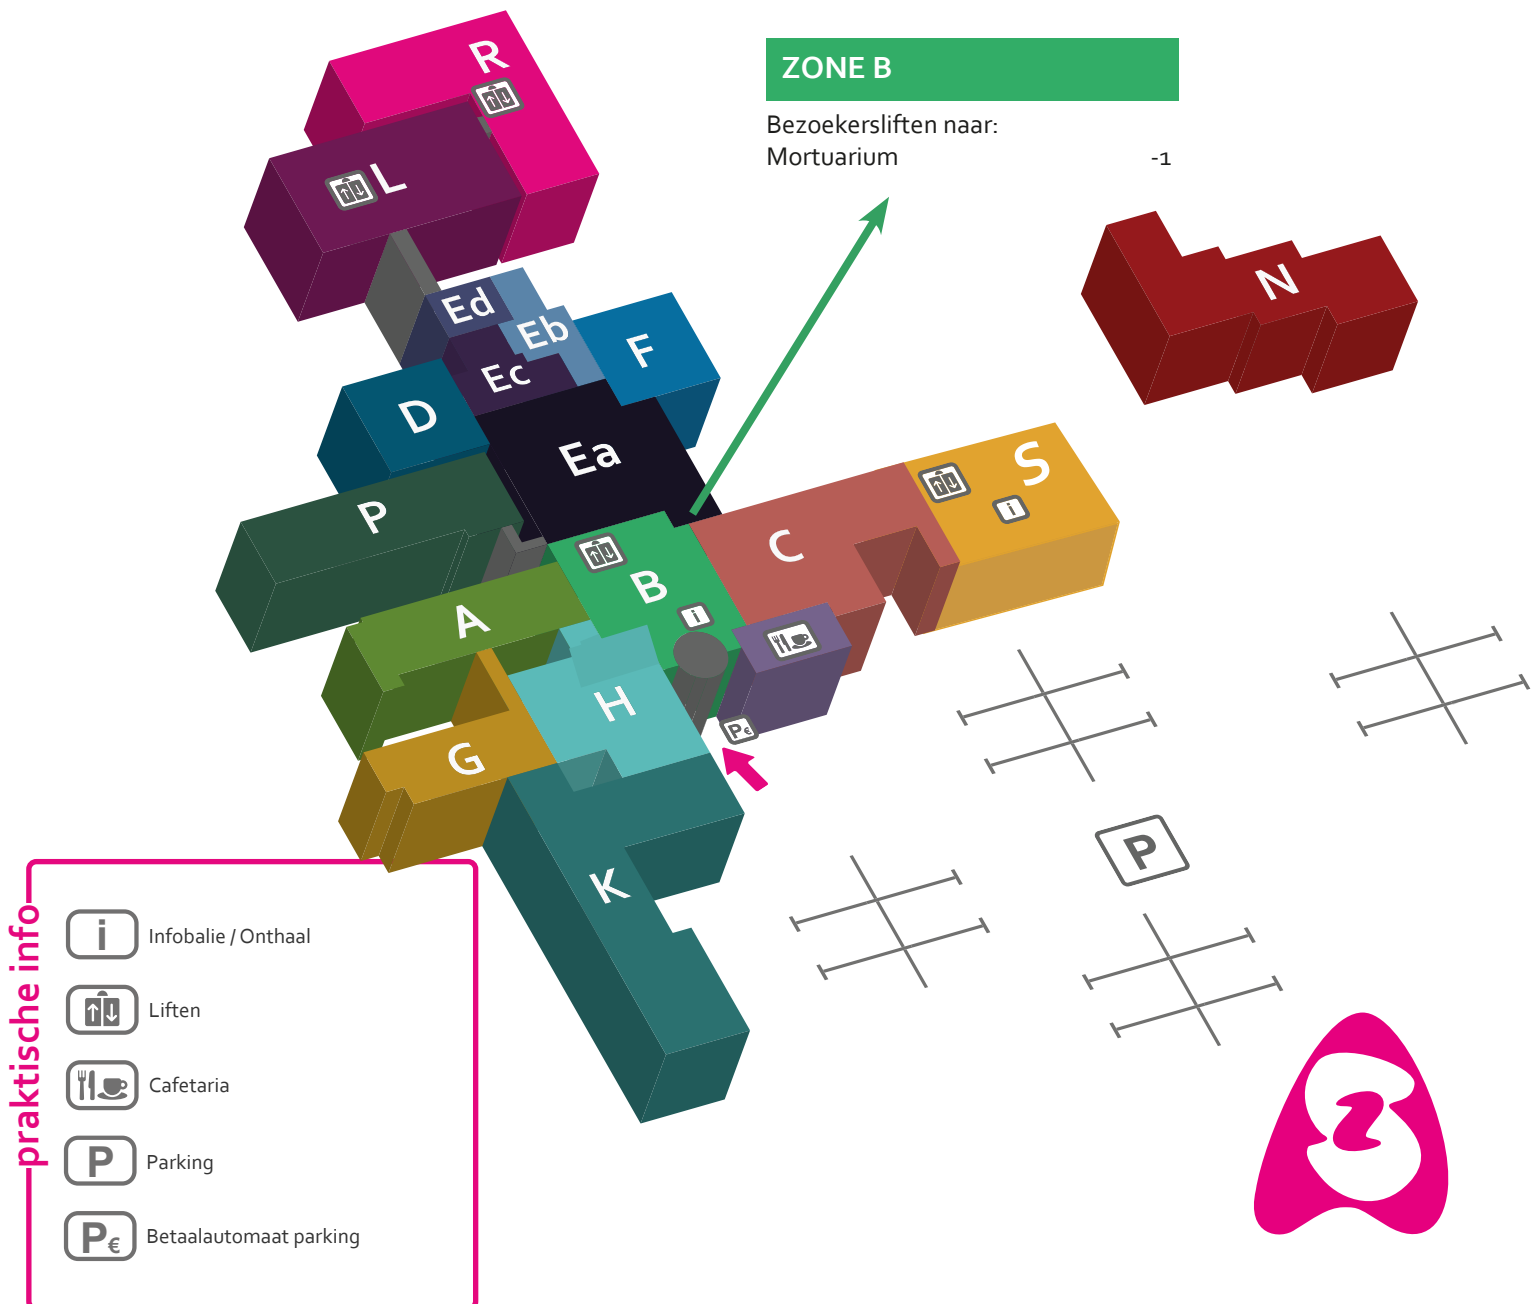 R
ZONE B
Bezoekersliften naar:
Mortuarium -1
L
N
Ed
Eb
F
Ec
D
Ea
S
i
P
C
B
i
A
H
P€
G
P
K
praktische info
i Infobalie / Onthaal
Liften
Cafetaria
P Parking
P€ Betaalautomaat parking